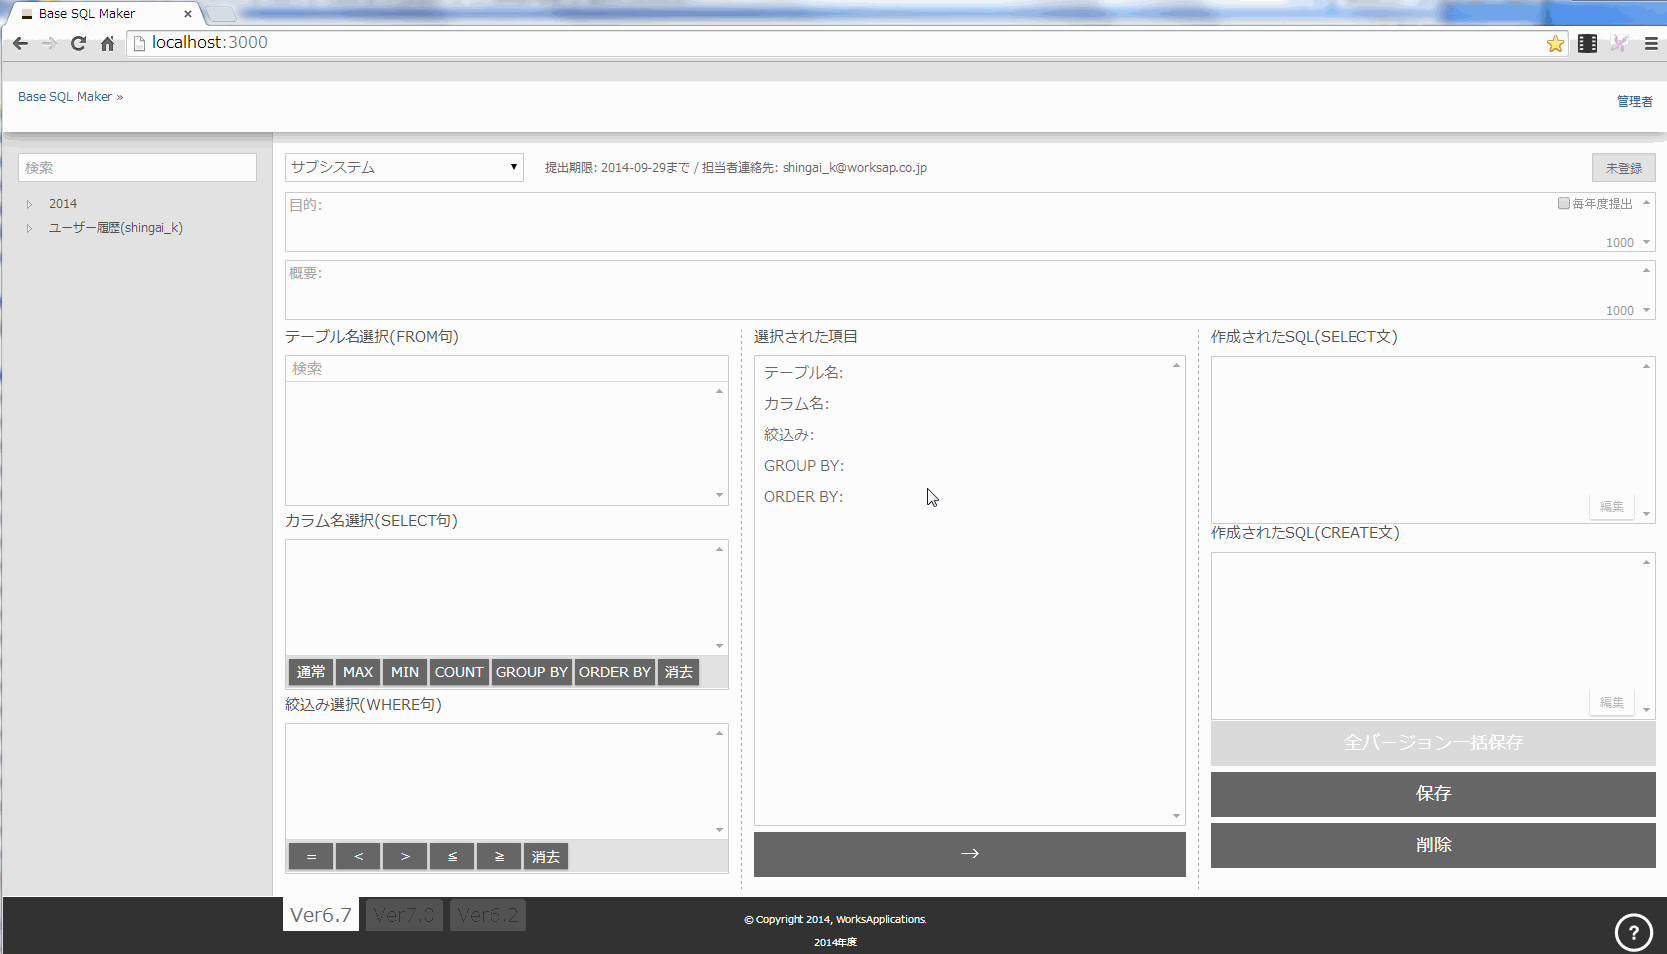 Base SQL Maker
localhost:3000
Base SQL Maker »
管理者
検索
2014
ユーザー履歴(shingai_k)
サブシステム
提出期限: 2014-09-29まで / 担当者連絡先: shingai_k@worksap.co.jp
未登録
目的:
毎年度提出
1000
概要:
1000
テーブル名選択(FROM句)
検索
カラム名選択(SELECT句)
通常 MAX MIN COUNT GROUP BY ORDER BY 消去
絞込み選択(WHERE句)
= < > ≦ ≧ 消去
選択された項目
テーブル名:
カラム名:
絞込み:
GROUP BY:
ORDER BY:
→
作成されたSQL(SELECT文)
編集
作成されたSQL(CREATE文)
編集
全バージョン一括保存
保存
削除
Ver6.7 Ver7.0 Ver6.2
© Copyright 2014, WorksApplications.
2014年度
?